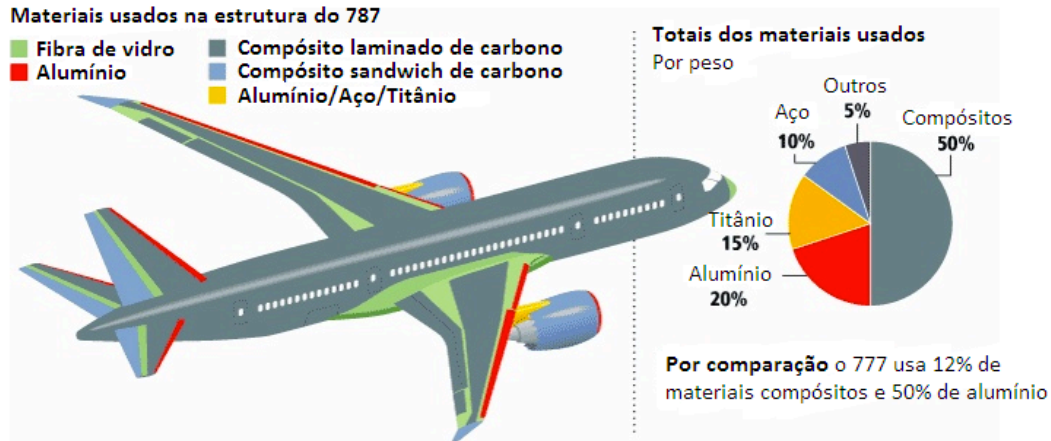 Materiais usados na estrutura do 787
Fibra de vidro
Alumínio
Compósito laminado de carbono
Compósito sandwich de carbono
Alumínio/Aço/Titânio
Totais dos materiais usados
Por peso
Outros
5%
Aço
10%
Compósitos
50%
Titânio
15%
Alumínio
20%
Por comparação o 777 usa 12% de
materiais compósitos e 50% de alumínio